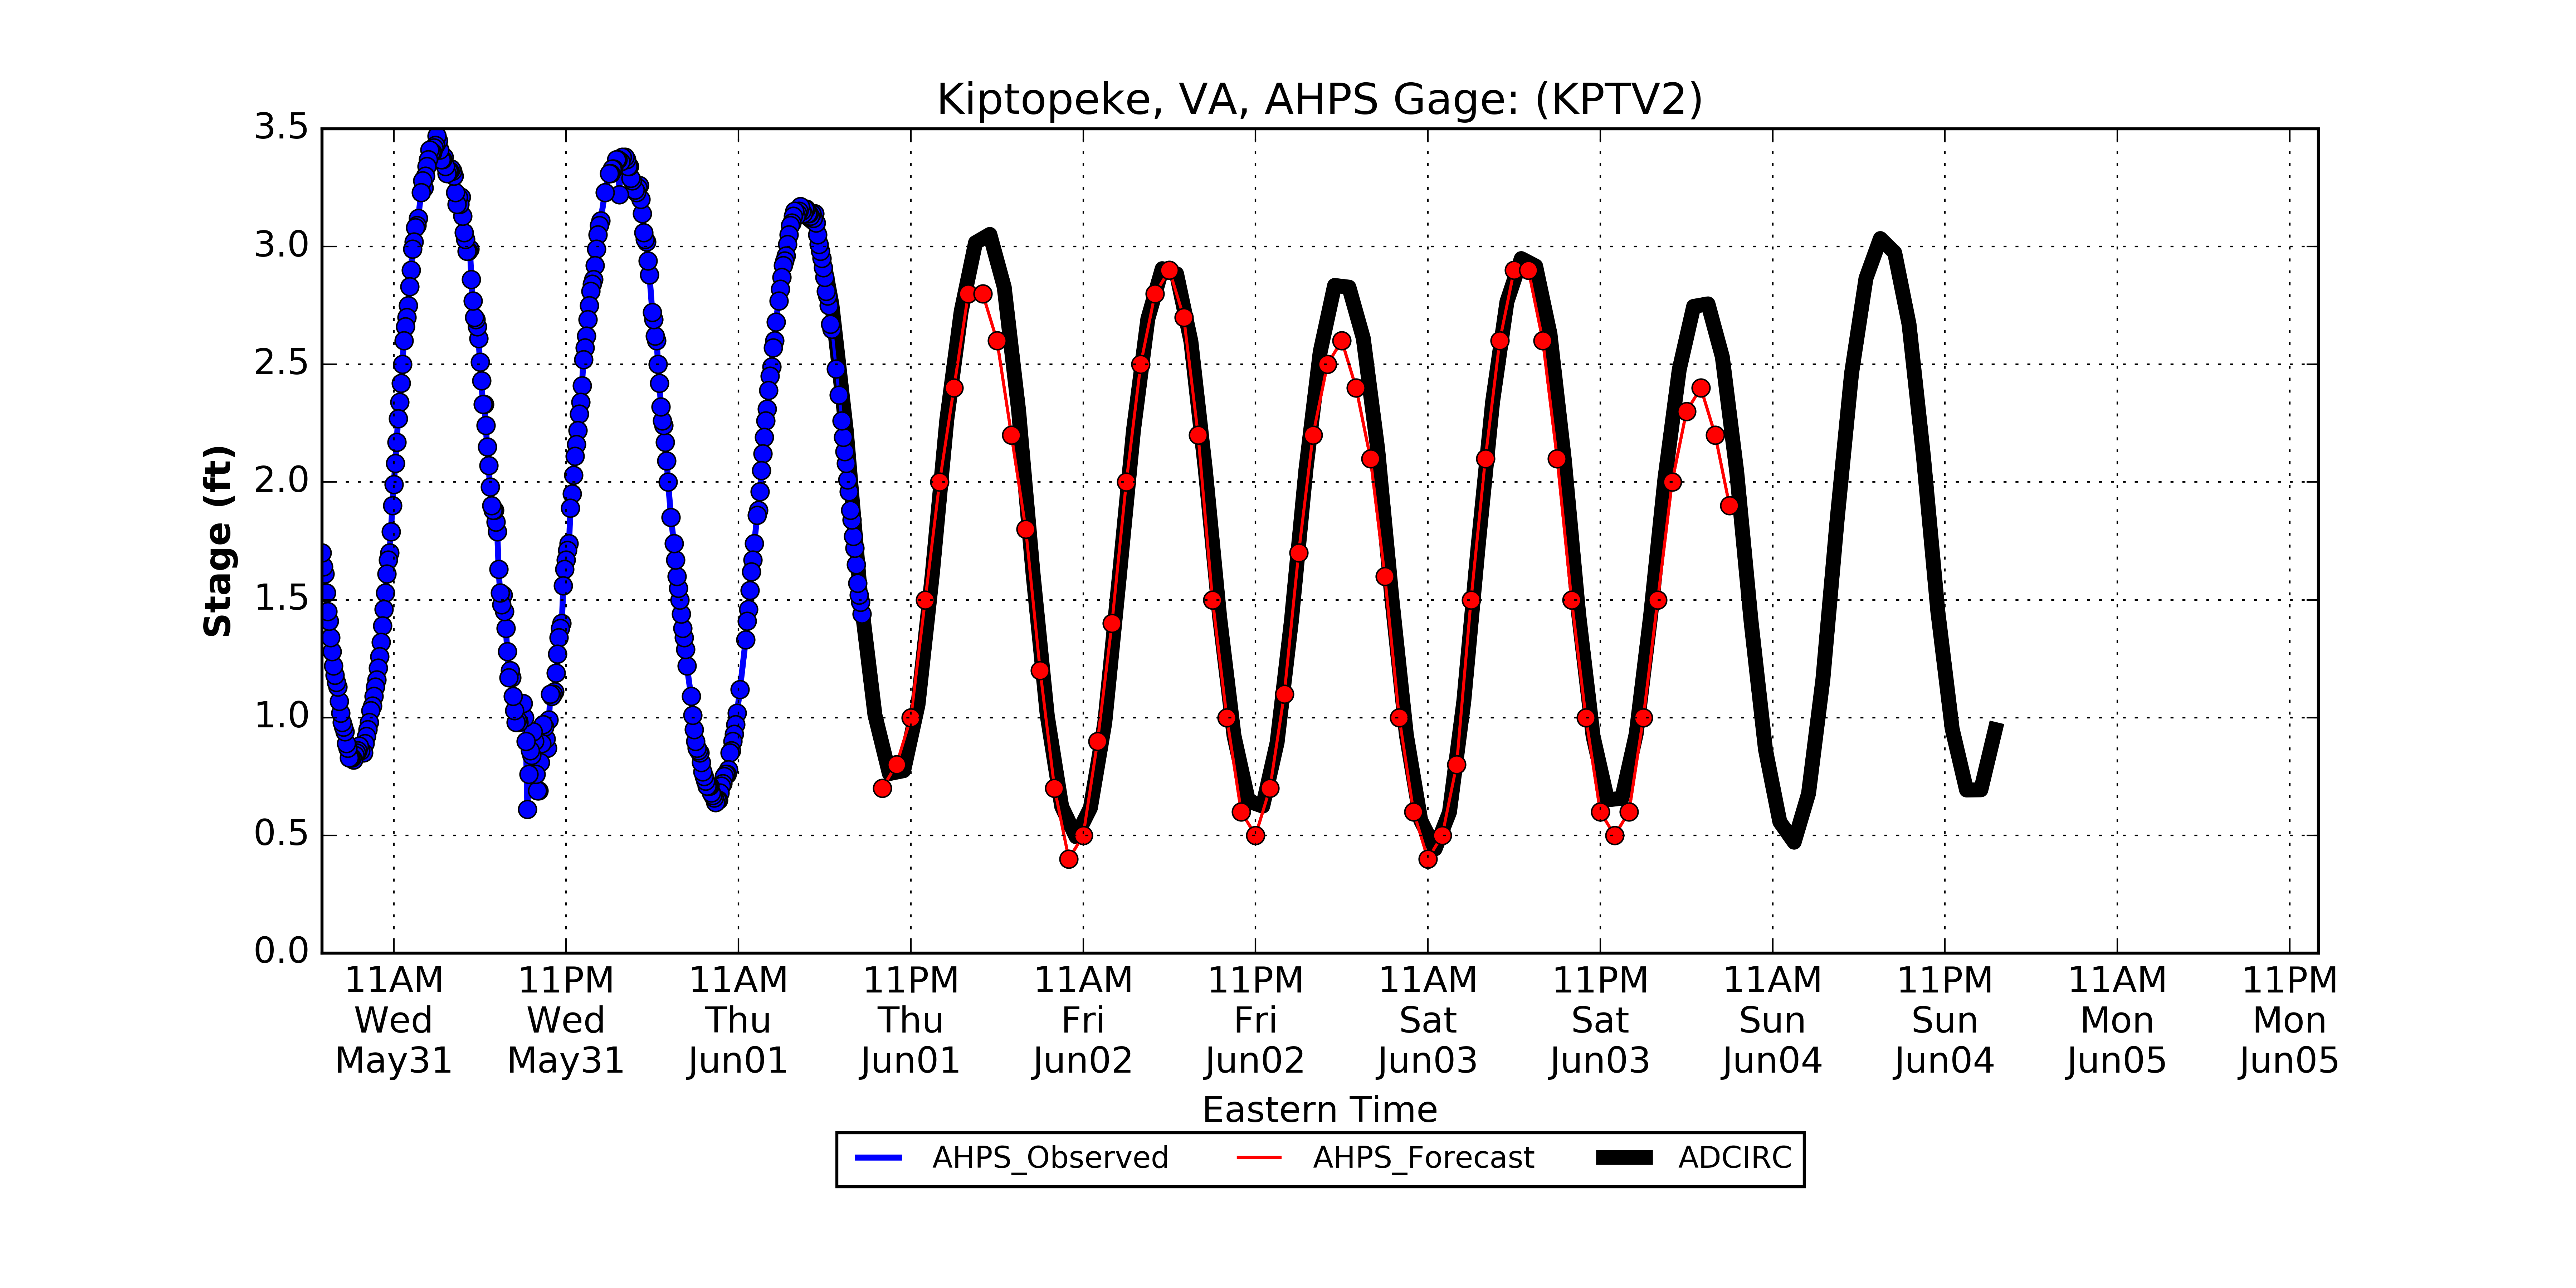 Kiptopeke, VA, AHPS Gage: (KPTV2)
3.5
3.0
2.5
2.0
1.5
1.0
0.5
0.0
Stage (ft)
11AM 11PM 11AM 11PM 11AM 11PM 11AM 11PM 11AM 11PM 11AM 11PM
Wed Wed Thu Thu Fri Fri Sat Sat Sun Sun Mon Mon
May31 May31 Jun01 Jun01 Jun02 Jun02 Jun03 Jun03 Jun04 Jun04 Jun05 Jun05
Eastern Time
AHPS_Observed AHPS_Forecast ADCIRC